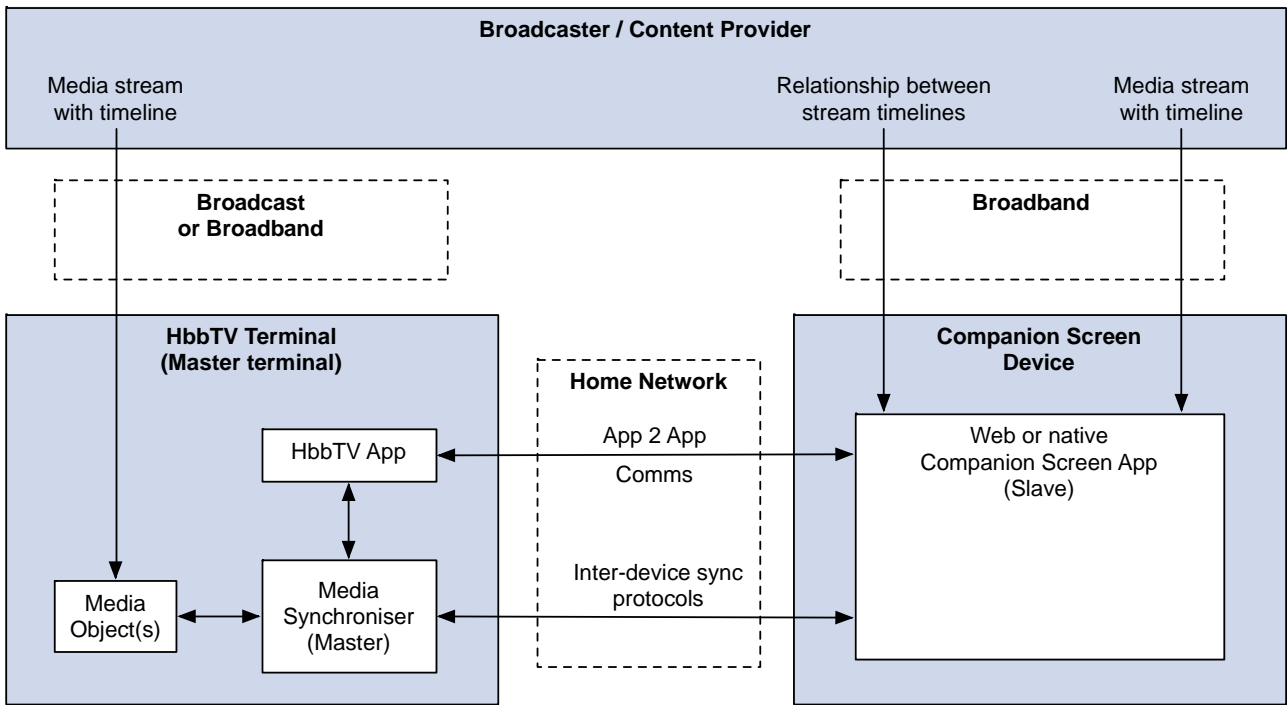 Broadcaster / Content Provider
Media stream
with timeline
Relationship between
stream timelines
Media stream
with timeline
Broadcast
or Broadband
Broadband
HbbTV Terminal
(Master terminal)
Companion Screen
Device
Home Network
HbbTV App
App 2 App
Comms
Web or native
Companion Screen App
(Slave)
Media
Object(s)
Media
Synchroniser
(Master)
Inter-device sync
protocols